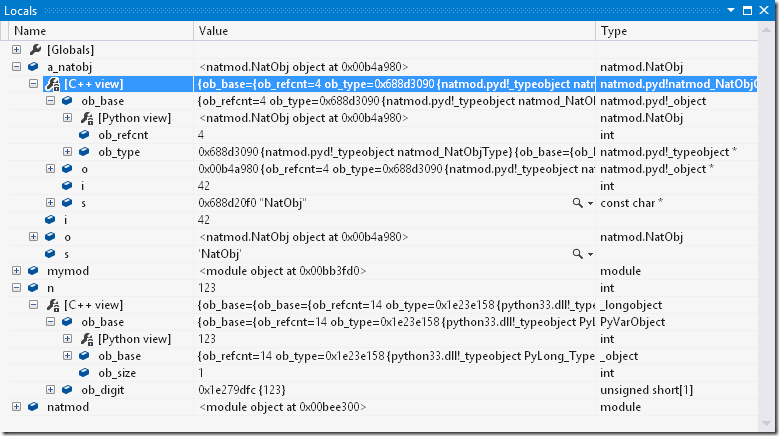 Locals
Name Value Type
[Globals]
a_natobj <natmod.NatObj object at 0x00b4a980> natmod.NatObj
[C++ view] {ob_base={ob_refcnt=4 ob_type=0x688d3090 {natmod.pyd!_typeobject natm natmod.pyd!natmod_NatObjO
ob_base {ob_refcnt=4 ob_type=0x688d3090 {natmod.pyd!_typeobject natmod_NatOb natmod.pyd!_object
[Python view] <natmod.NatObj object at 0x00b4a980> natmod.NatObj
ob_refcnt 4 int
ob_type 0x688d3090 {natmod.pyd!_typeobject natmod_NatObjType} {ob_base={ob_b natmod.pyd!_typeobject *
o 0x00b4a980 {ob_refcnt=4 ob_type=0x688d3090 {natmod.pyd!_typeobject nat natmod.pyd!_object *
i 42 int
s 0x688d20f0 "NatObj" const char *
i 42 int
o <natmod.NatObj object at 0x00b4a980> natmod.NatObj
s 'NatObj'
mymod <module object at 0x00bb3fd0> module
n 123 int
[C++ view] {ob_base={ob_base={ob_refcnt=14 ob_type=0x1e23e158 {python33.dll!_typeob _longobject
ob_base {ob_base={ob_refcnt=14 ob_type=0x1e23e158 {python33.dll!_typeobject PyL PyVarObject
[Python view] 123 int
ob_base {ob_refcnt=14 ob_type=0x1e23e158 {python33.dll!_typeobject PyLong_Type _object
ob_size 1 int
ob_digit 0x1e279dfc {123} unsigned short[1]
natmod <module object at 0x00bee300> module